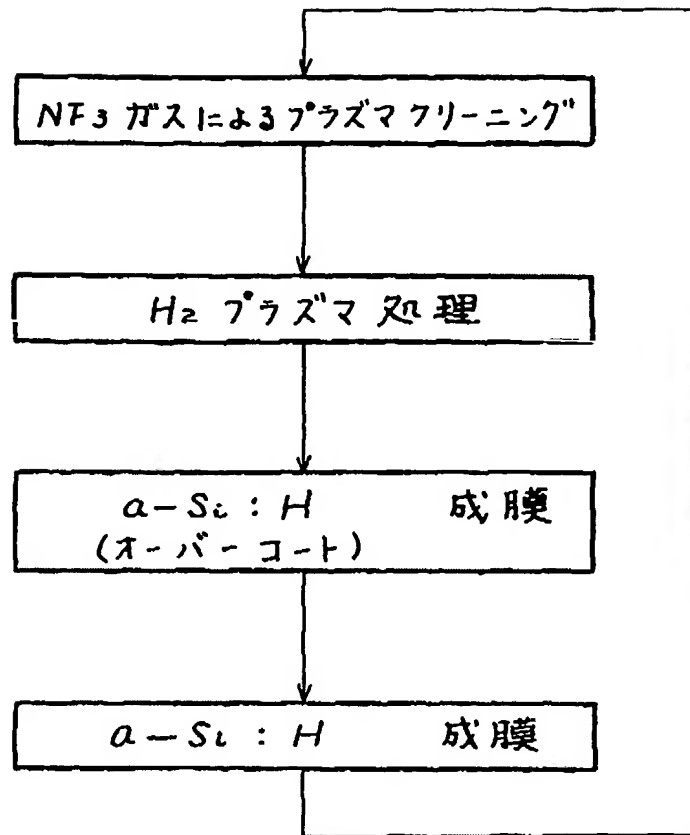 NF3 ガスによるプラズマクリーニング
H2 プラズマ 処理
a-Si : H 成膜
(オーバーコート)
a-Si : H 成膜